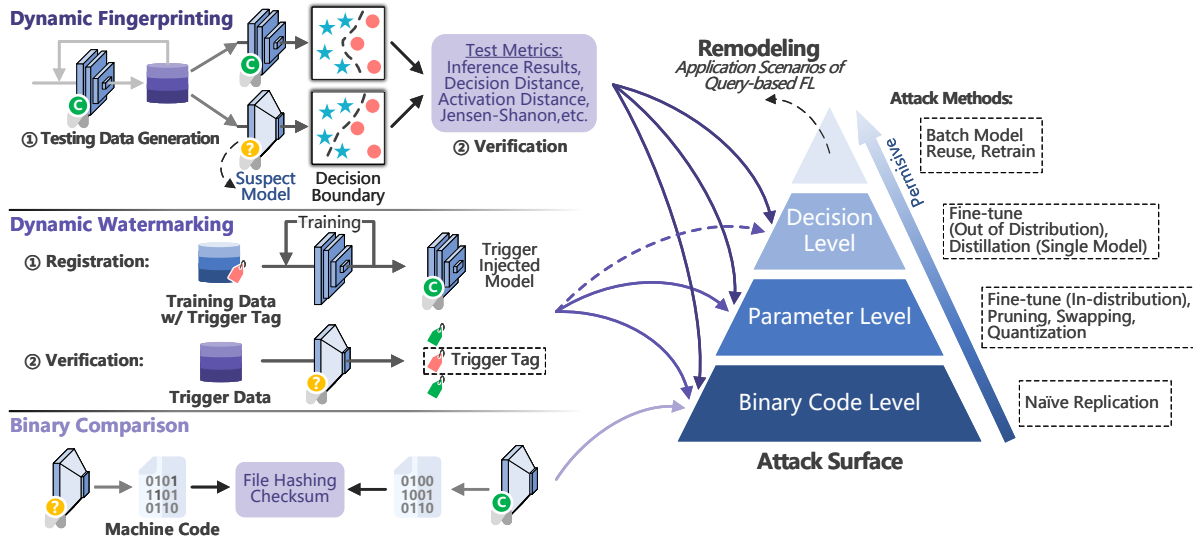 Dynamic Fingerprinting
C
C
?
① Testing Data Generation
Suspect
Model
Decision
Boundary
Test Metrics:
Inference Results,
Decision Distance,
Activation Distance,
Jensen-Shanon,etc.
② Verification
Dynamic Watermarking
① Registration:
Training Data
w/ Trigger Tag
Training
C
Trigger
Injected
Model
② Verification:
Trigger Data
?
Trigger Tag
Binary Comparison
?
0101
1101
0110
Machine Code
File Hashing
Checksum
0100
1001
0110
C
Remodeling
Application Scenarios of
Query-based FL
Attack Methods:
Permisive
Batch Model
Reuse, Retrain
Decision
Level
Fine-tune
(Out of Distribution),
Distillation (Single Model)
Parameter Level
Fine-tune (In-distribution),
Pruning, Swapping,
Quantization
Binary Code Level
Naïve Replication
Attack Surface